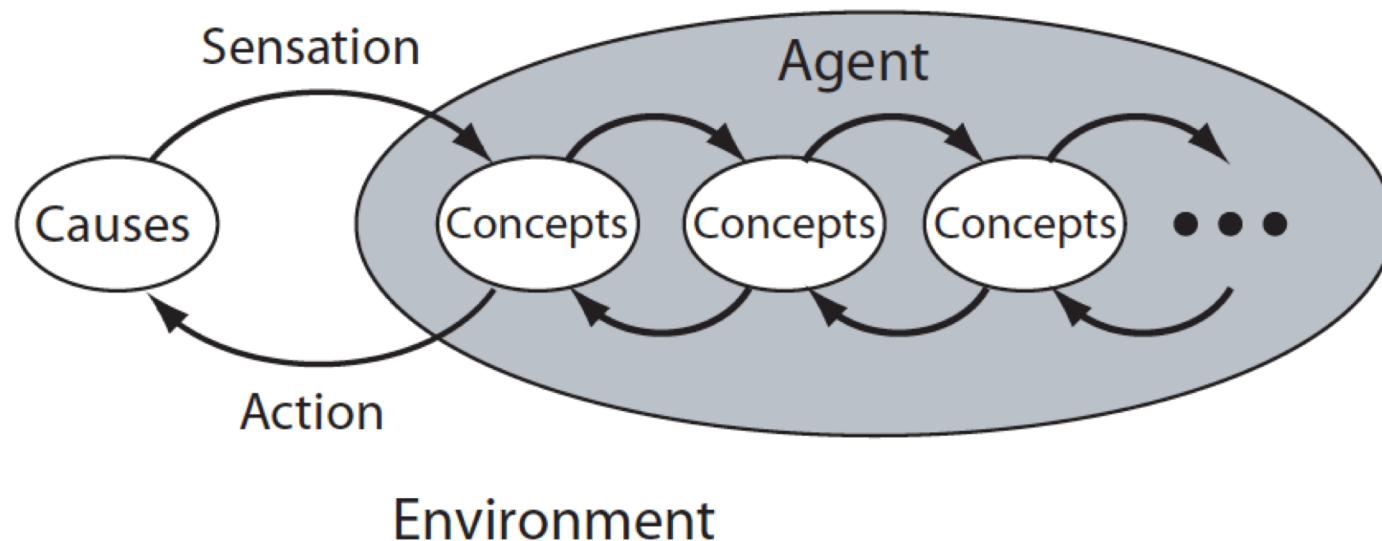 Sensation
Agent
Causes
Concepts
Concepts
Concepts
Action
Environment